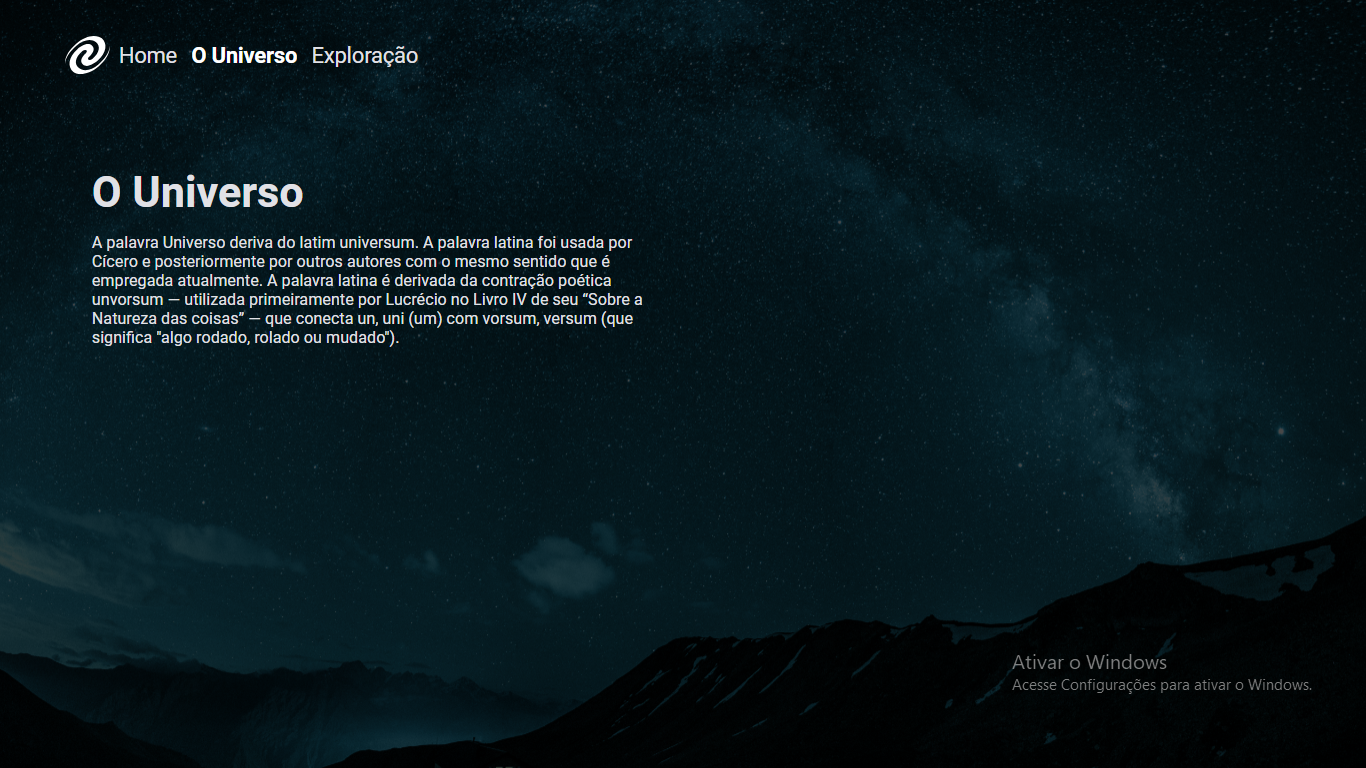 Home O Universo Exploração
O Universo
A palavra Universo deriva do latim universum. A palavra latina foi usada por
Cícero e posteriormente por outros autores com o mesmo sentido que é
empregada atualmente. A palavra latina é derivada da contração poética
unvorsum — utilizada primeiramente por Lucrécio no Livro IV de seu “Sobre a
Natureza das coisas” — que conecta un, uni (um) com vorsum, versum (que
significa "algo rodado, rolado ou mudado").
Ativar o Windows
Acesse Configurações para ativar o Windows.